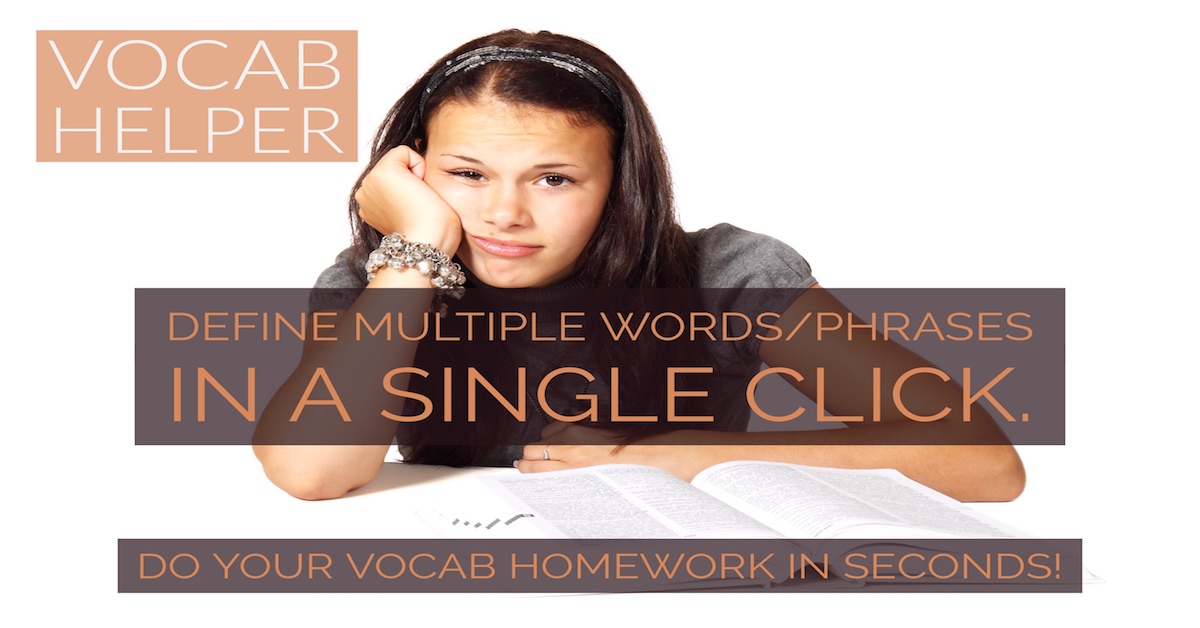 VOCAB
HELPER
DEFINE MULTIPLE WORDS/PHRASES
IN A SINGLE CLICK.
DO YOUR VOCAB HOMEWORK IN SECONDS!